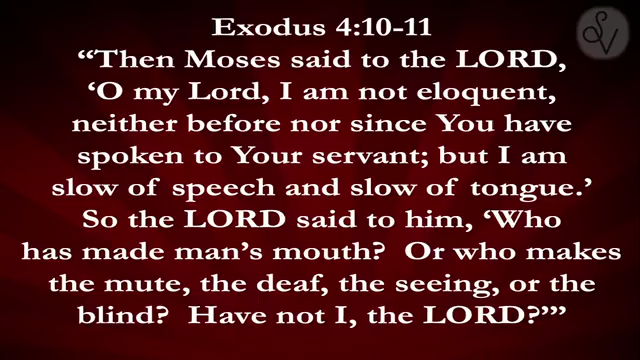 SV
Exodus 4:10-11
“Then Moses said to the LORD,
‘O my Lord, I am not eloquent,
neither before nor since You have
spoken to Your servant; but I am
slow of speech and slow of tongue.’
So the LORD said to him, ‘Who
has made man’s mouth?  Or who makes
the mute, the deaf, the seeing, or the
blind?  Have not I, the LORD?’”